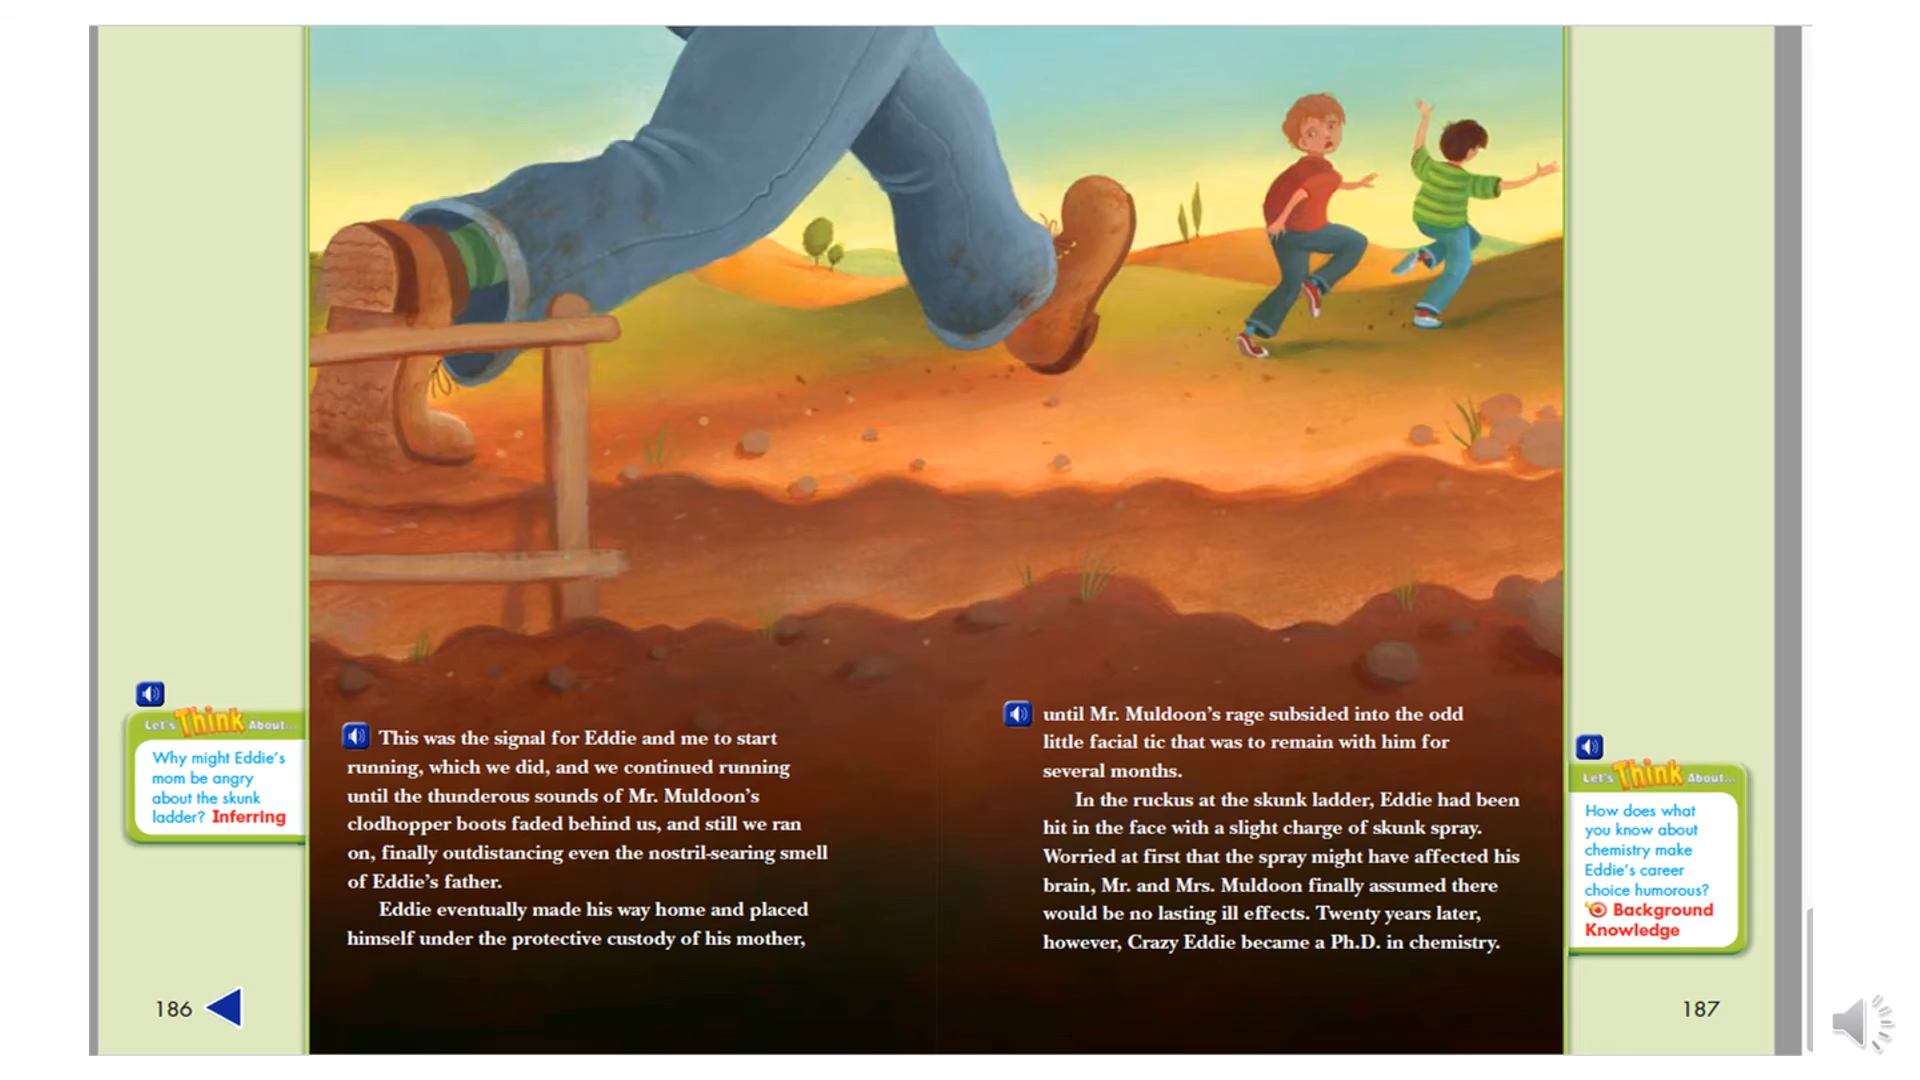 Let's Think About...
Why might Eddie's
mom be angry
about the skunk
ladder? Inferring
This was the signal for Eddie and me to start
running, which we did, and we continued running
until the thunderous sounds of Mr. Muldoon's
clodhopper boots faded behind us, and still we ran
on, finally outdistancing even the nostril-searing smell
of Eddie's father.
Eddie eventually made his way home and placed
himself under the protective custody of his mother,
186
until Mr. Muldoon's rage subsided into the odd
little facial tic that was to remain with him for
several months.
In the ruckus at the skunk ladder, Eddie had been
hit in the face with a slight charge of skunk spray.
Worried at first that the spray might have affected his
brain, Mr. and Mrs. Muldoon finally assumed there
would be no lasting ill effects. Twenty years later,
however, Crazy Eddie became a Ph.D. in chemistry.
Let's Think About...
How does what
you know about
chemistry make
Eddie's career
choice humorous?
Background
Knowledge
187